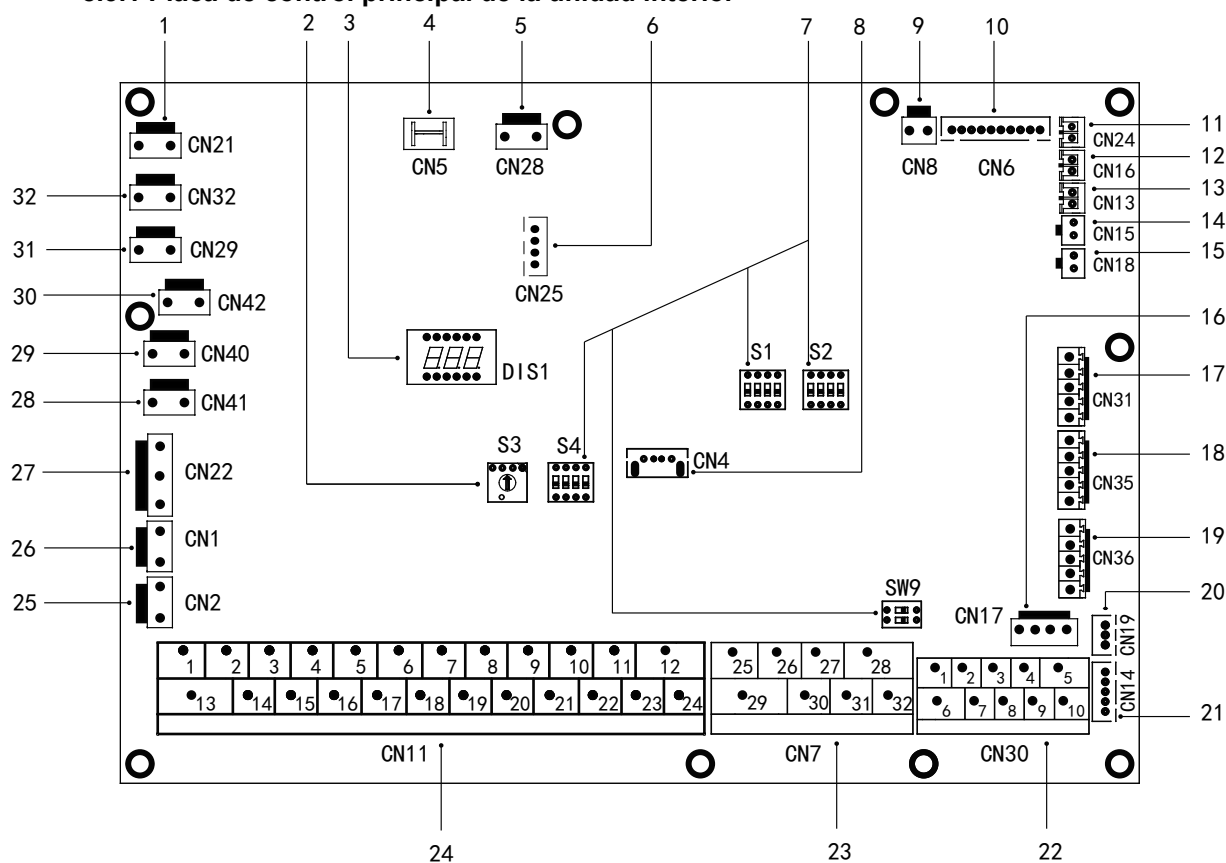 Placa de control principal de la unidad interior
1 2 3 4 5 6 7 8 9 10
CN21 CN5 CN28 CN8 CN6 CN24 11
CN16 12
32 CN32 CN13 13
CN15 14
31 CN29 CN18 15
30 CN42 CN25
16
29 CN40 DIS1 S1 S2
17
28 CN41 CN31
27 CN22 S3 S4 CN4 18
CN35
26 CN1 19
CN36
25 CN2 SW9 20
CN17 CN19
1 2 3 4 5 6 7 8 9 10 11 12 25 26 27 28 1 2 3 4 5
13 14 15 16 17 18 19 20 21 22 23 24 29 30 31 32 6 7 8 9 10 CN14 21
CN11 CN7 CN30
24 23 22